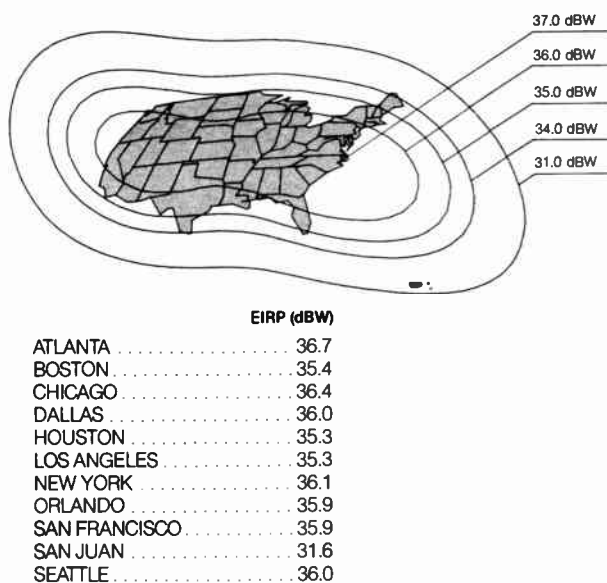 37.0 dBW
36.0 dBW
35.0 dBW
34.0 dBW
31.0 dBW
EIRP (dBW)
ATLANTA . . . . . . . . . . . . . . . . . . 36.7
BOSTON . . . . . . . . . . . . . . . . . . 35.4
CHICAGO . . . . . . . . . . . . . . . . . 36.4
DALLAS . . . . . . . . . . . . . . . . . . . 36.0
HOUSTON . . . . . . . . . . . . . . . . . 35.3
LOS ANGELES . . . . . . . . . . . . . 35.3
NEW YORK . . . . . . . . . . . . . . . . 36.1
ORLANDO . . . . . . . . . . . . . . . . . 35.9
SAN FRANCISCO . . . . . . . . . . . 35.9
SAN JUAN . . . . . . . . . . . . . . . . 31.6
SEATTLE . . . . . . . . . . . . . . . . . . 36.0